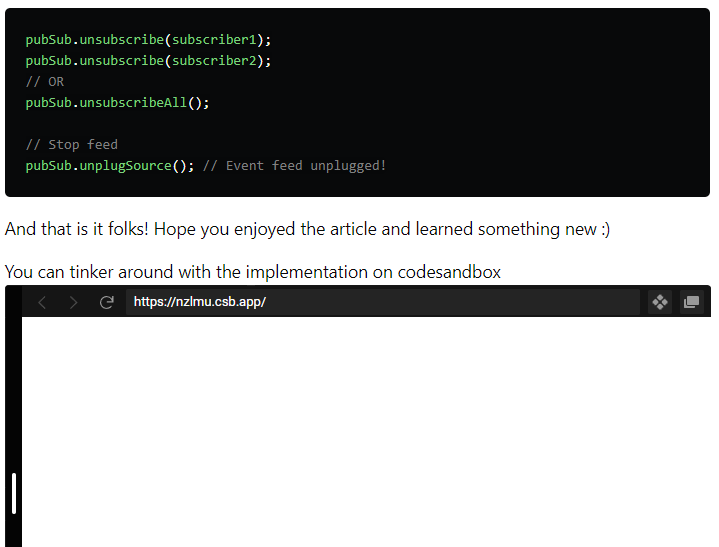 pubSub.unsubscribe(subscriber1);
pubSub.unsubscribe(subscriber2);
// OR
pubSub.unsubscribeAll();
// Stop feed
pubSub.unplugSource(); // Event feed unplugged!
And that is it folks! Hope you enjoyed the article and learned something new :)
You can tinker around with the implementation on codesandbox
https://nzlmu.csb.app/